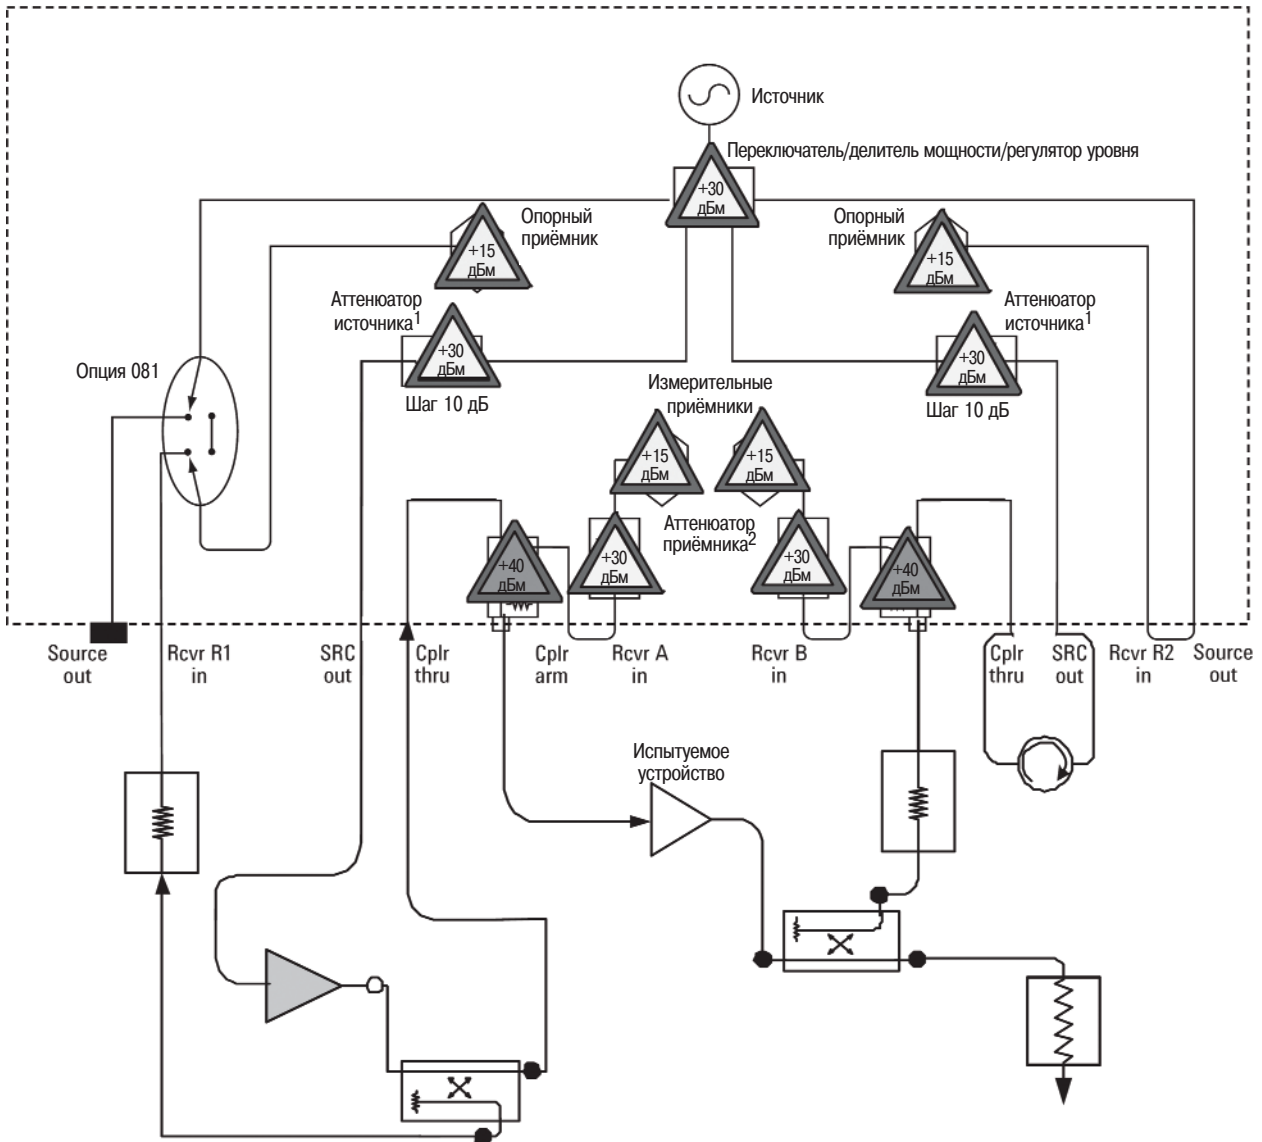 Источник
Переключатель/делитель мощности/регулятор уровня
+30
дБм
Опорный
приёмник
Опорный
приёмник
+15
дБм
+15
дБм
Аттенюатор
источника1
Аттенюатор
источника1
+30
дБм
+30
дБм
Опция 081
Шаг 10 дБ
Шаг 10 дБ
Измерительные
приёмники
+15
дБм
+15
дБм
Аттенюатор
приёмника2
+40
дБм
+30
дБм
+30
дБм
+40
дБм
Source
out
Rcvr R1
in
SRC
out
Cplr
thru
Cplr
arm
Rcvr A
in
Rcvr B
in
Cplr
thru
SRC
out
Rcvr R2
in
Source
out
Испытуемое
устройство